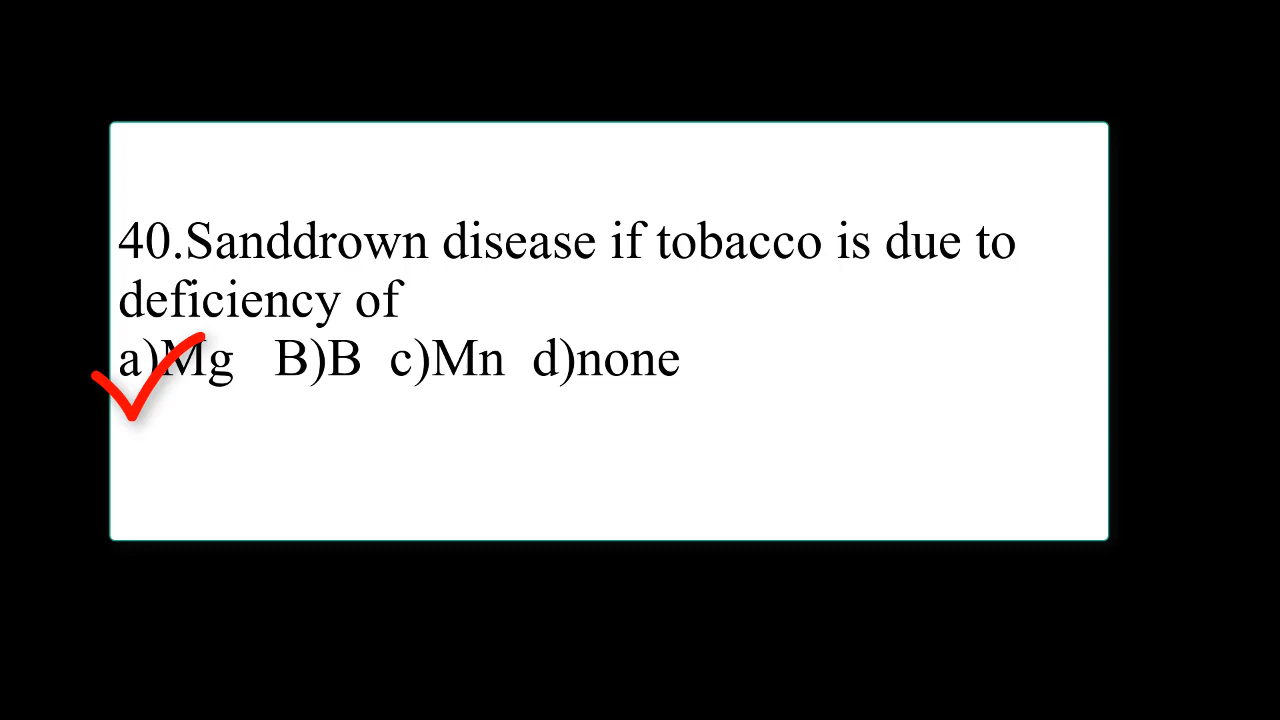 40.Sanddrown disease if tobacco is due to
deficiency of
a)Mg B)B c)Mn d)none